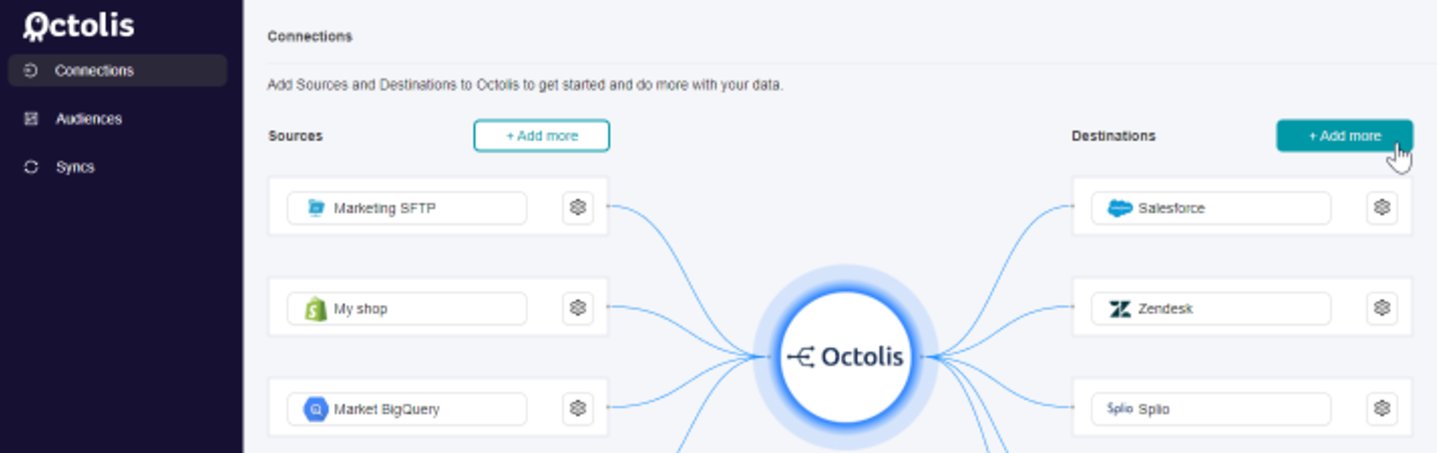 Octolis
Connections
Audiences
Syncs
Connections
Add Sources and Destinations to Octolis to get started and do more with your data.
Sources
+ Add more
Marketing SFTP
My shop
Market BigQuery
Octolis
Destinations
+ Add more
Salesforce
Zendesk
Splio Splio